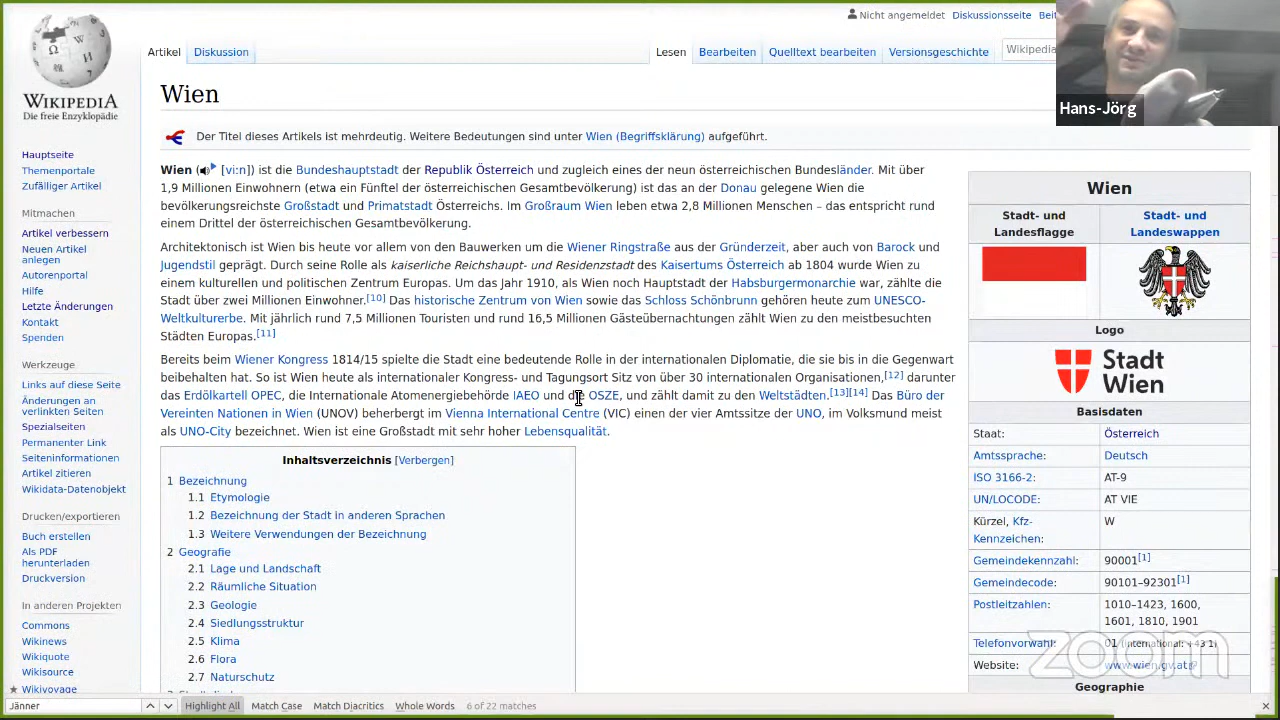 Nicht angemeldet Diskussionsseite Bei
Hans-Jörg
WIKIPEDIA
Die freie Enzyklopädie
Artikel Diskussion Lesen Bearbeiten Quelltext bearbeiten Versionsgeschichte Wikipedia
Hauptseite
Themenportale
Zufälliger Artikel
Mitmachen
Artikel verbessern
Neuen Artikel
anlegen
Autorenportal
Hilfe
Letzte Änderungen
Kontakt
Spenden
Werkzeuge
Links auf diese Seite
Änderungen an
verlinkten Seiten
Spezialseiten
Permanenter Link
Seiteninformationen
Artikel zitieren
Wikidata-Datenobjekt
Drucken/exportieren
Buch erstellen
Als PDF
herunterladen
Druckversion
In anderen Projekten
Commons
Wikinews
Wikiquote
Wikisource
Wikivoyage
Wien
Der Titel dieses Artikels ist mehrdeutig. Weitere Bedeutungen sind unter Wien (Begriffsklärung) aufgeführt.
Wien ( [viːn]) ist die Bundeshauptstadt der Republik Österreich und zugleich eines der neun österreichischen Bundesländer. Mit über
1,9 Millionen Einwohnern (etwa ein Fünftel der österreichischen Gesamtbevölkerung) ist das an der Donau gelegene Wien die
bevölkerungsreichste Großstadt und Primatstadt Österreichs. Im Großraum Wien leben etwa 2,8 Millionen Menschen – das entspricht rund
einem Drittel der österreichischen Gesamtbevölkerung.
Architektonisch ist Wien bis heute vor allem von den Bauwerken um die Wiener Ringstraße aus der Gründerzeit, aber auch von Barock und
Jugendstil geprägt. Durch seine Rolle als kaiserliche Reichshaupt- und Residenzstadt des Kaisertums Österreich ab 1804 wurde Wien zu
einem kulturellen und politischen Zentrum Europas. Um das Jahr 1910, als Wien noch Hauptstadt der Habsburgermonarchie war, zählte die
Stadt über zwei Millionen Einwohner.[10] Das historische Zentrum von Wien sowie das Schloss Schönbrunn gehören heute zum UNESCO-
Weltkulturerbe. Mit jährlich rund 7,5 Millionen Touristen und rund 16,5 Millionen Gästeübernachtungen zählt Wien zu den meistbesuchten
Städten Europas.[11]
Bereits beim Wiener Kongress 1814/15 spielte die Stadt eine bedeutende Rolle in der internationalen Diplomatie, die sie bis in die Gegenwart
beibehalten hat. So ist Wien heute als internationaler Kongress- und Tagungsort Sitz von über 30 internationalen Organisationen,[12] darunter
das Erdölkartell OPEC, die Internationale Atomenergiebehörde IAEO und die OSZE, und zählt damit zu den Weltstädten.[13][14] Das Büro der
Vereinten Nationen in Wien (UNOV) beherbergt im Vienna International Centre (VIC) einen der vier Amtssitze der UNO, im Volksmund meist
als UNO-City bezeichnet. Wien ist eine Großstadt mit sehr hoher Lebensqualität.
Inhaltsverzeichnis [Verbergen]
1 Bezeichnung
1.1 Etymologie
1.2 Bezeichnung der Stadt in anderen Sprachen
1.3 Weitere Verwendungen der Bezeichnung
2 Geografie
2.1 Lage und Landschaft
2.2 Räumliche Situation
2.3 Geologie
2.4 Siedlungsstruktur
2.5 Klima
2.6 Flora
2.7 Naturschutz
Wien
Stadt- und
Landesflagge
Stadt- und
Landeswappen
Logo
Stadt
Wien
Basisdaten
Staat: Österreich
Amtssprache: Deutsch
ISO 3166-2: AT-9
UN/LOCODE: AT VIE
Kürzel, Kfz-
Kennzeichen: W
Gemeindekennzahl: 90001[1]
Gemeindecode: 90101–92301[1]
Postleitzahlen: 1010–1423, 1600,
1601, 1810, 1901
Telefonvorwahl: 01 (international: +43 1)
Website: www.wien.gv.at
Geographie
zoom
Jänner Highlight All Match Case Match Diacritics Whole Words 6 of 22 matches